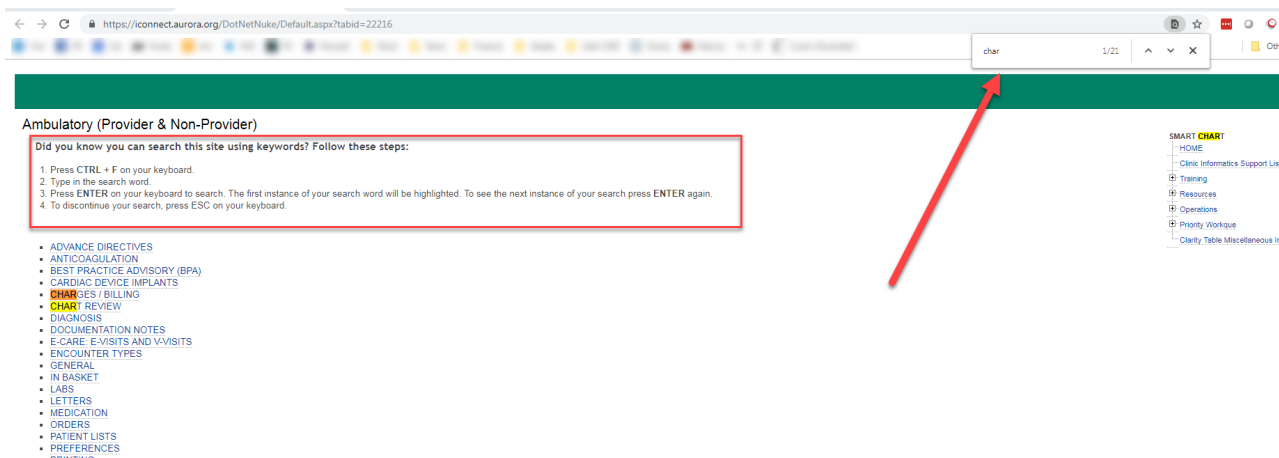 https://iconnect.aurora.org/DotNetNuke/Default.aspx?tabid=22216
char 1/21
Ambulatory (Provider & Non-Provider)
Did you know you can search this site using keywords? Follow these steps:
1. Press CTRL + F on your keyboard.
2. Type in the search word.
3. Press ENTER on your keyboard to search. The first instance of your search word will be highlighted. To see the next instance of your search press ENTER again.
4. To discontinue your search, press ESC on your keyboard.
ADVANCE DIRECTIVES
ANTICOAGULATION
BEST PRACTICE ADVISORY (BPA)
CARDIAC DEVICE IMPLANTS
CHARGES / BILLING
CHART REVIEW
DIAGNOSIS
DOCUMENTATION NOTES
E-CARE: E-VISITS AND V-VISITS
ENCOUNTER TYPES
GENERAL
IN BASKET
LABS
LETTERS
MEDICATION
ORDERS
PATIENT LISTS
PREFERENCES
SMART CHART
HOME
Clinic Informatics Support Lis
Training
Resources
Operations
Priority Workque
Clarity Table Miscellaneous